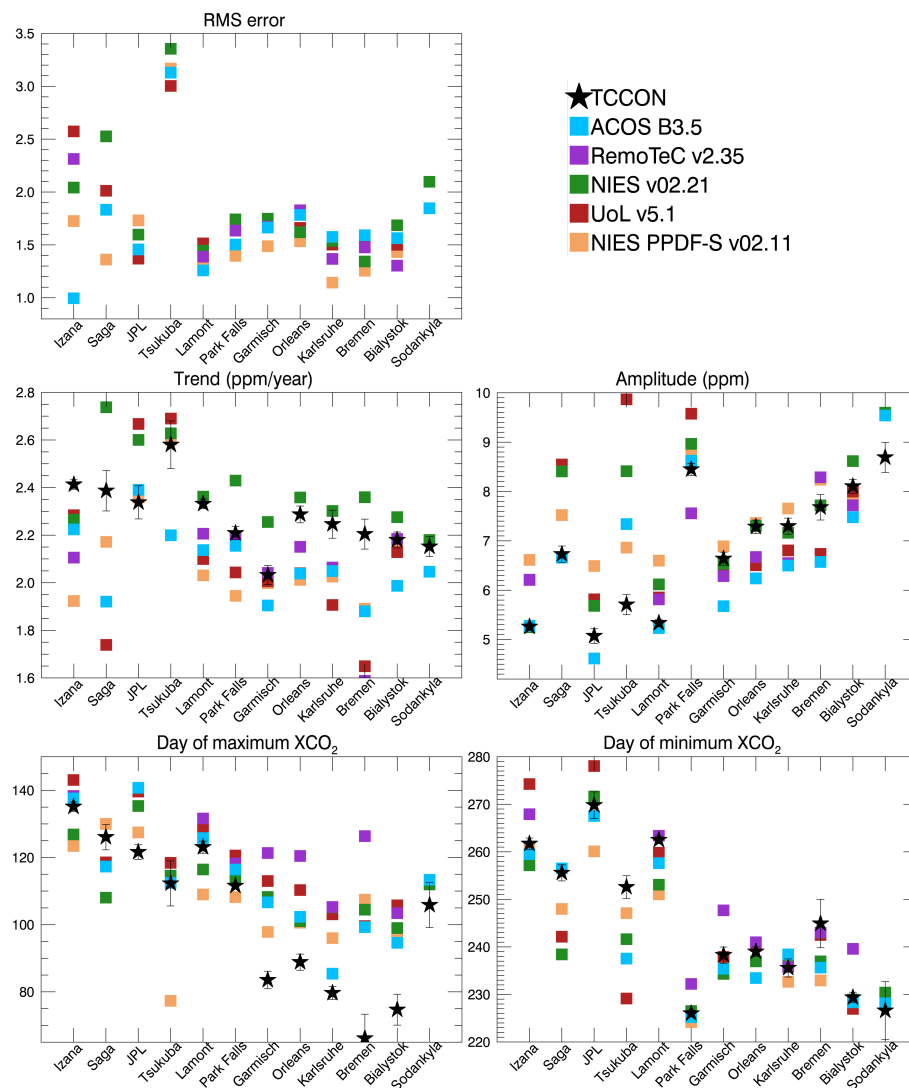 RMS error
3.5
3.0
2.5
2.0
1.5
1.0
Izana Saga JPL Tsukuba Lamont Park Falls Garmisch Orleans Karlsruhe Bremen Bialystok Sodankyla
TCCON
ACOS B3.5
RemoTeC v2.35
NIES v02.21
UoL v5.1
NIES PPDF-S v02.11
Trend (ppm/year)
2.8
2.6
2.4
2.2
2.0
1.8
1.6
Izana Saga JPL Tsukuba Lamont Park Falls Garmisch Orleans Karlsruhe Bremen Bialystok Sodankyla
Amplitude (ppm)
10
9
8
7
6
5
Izana Saga JPL Tsukuba Lamont Park Falls Garmisch Orleans Karlsruhe Bremen Bialystok Sodankyla
Day of maximum XCO₂
140
120
100
80
Izana Saga JPL Tsukuba Lamont Park Falls Garmisch Orleans Karlsruhe Bremen Bialystok Sodankyla
Day of minimum XCO₂
280
270
260
250
240
230
220
Izana Saga JPL Tsukuba Lamont Park Falls Garmisch Orleans Karlsruhe Bremen Bialystok Sodankyla